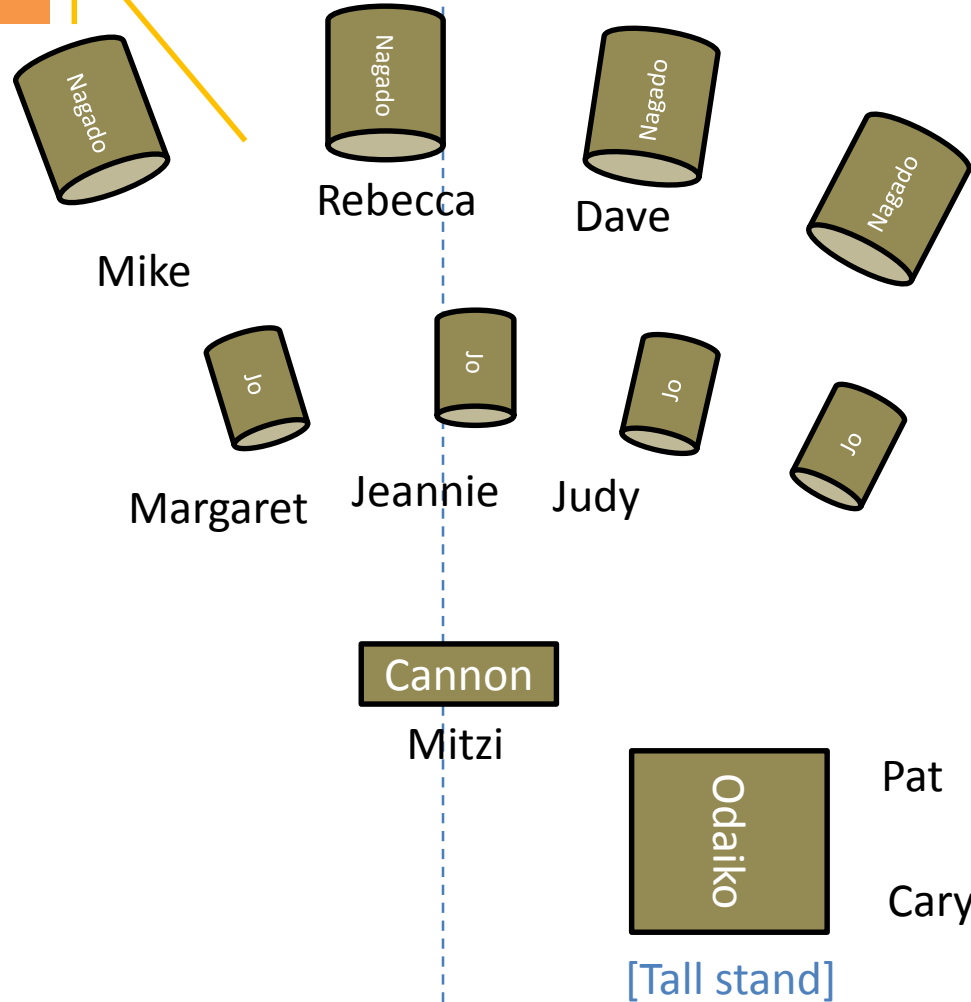 Nagado
Nagado
Nagado
Nagado
Rebecca
Dave
Mike
Jo
Jo
Jo
Jo
Margaret
Jeannie
Judy
Cannon
Mitzi
Odaiko
Pat
Cary
[Tall stand]